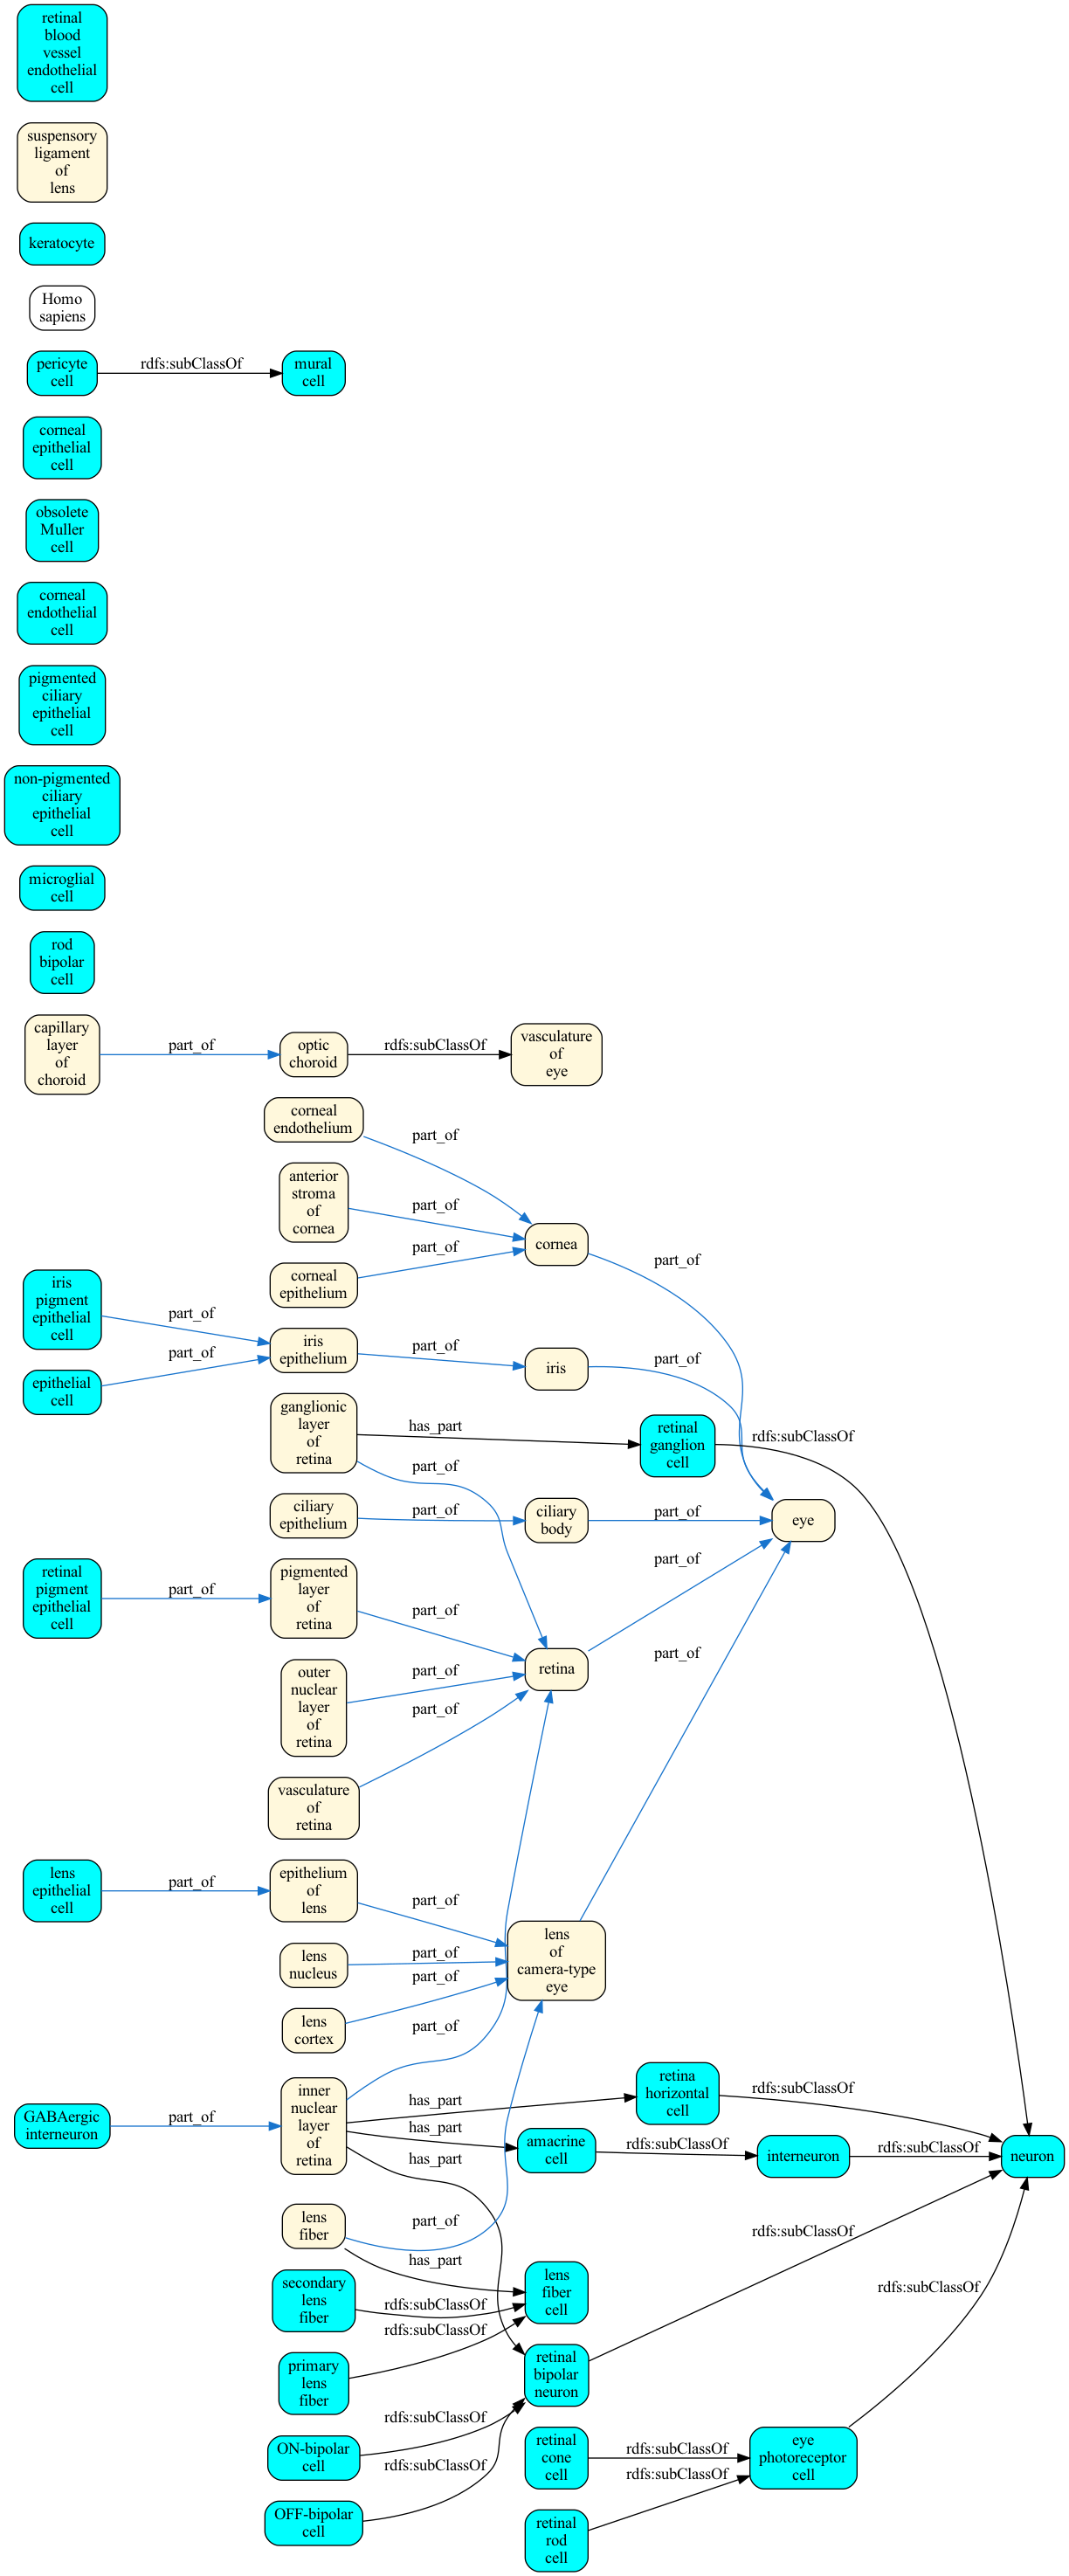 retinal
blood
vessel
endothelial
cell
suspensory
ligament
of
lens
keratocyte
Homo
sapiens
pericyte
cell
rdfs:subClassOf
mural
cell
corneal
epithelial
cell
obsolete
Muller
cell
corneal
endothelial
cell
pigmented
ciliary
epithelial
cell
non-pigmented
ciliary
epithelial
cell
microglial
cell
rod
bipolar
cell
capillary
layer
of
choroid
part_of
optic
choroid
rdfs:subClassOf
vasculature
of
eye
corneal
endothelium
part_of
anterior
stroma
of
cornea
part_of
cornea
part_of
corneal
epithelium
part_of
iris
pigment
epithelial
cell
part_of
iris
epithelium
part_of
iris
part_of
epithelial
cell
part_of
ganglionic
layer
of
retina
has_part
part_of
retinal
ganglion
cell
rdfs:subClassOf
ciliary
epithelium
part_of
ciliary
body
part_of
eye
retinal
pigment
epithelial
cell
part_of
pigmented
layer
of
retina
part_of
retina
part_of
outer
nuclear
layer
of
retina
part_of
vasculature
of
retina
part_of
lens
epithelial
cell
part_of
epithelium
of
lens
part_of
lens
of
camera-type
eye
part_of
lens
nucleus
part_of
lens
cortex
part_of
GABAergic
interneuron
part_of
inner
nuclear
layer
of
retina
part_of
has_part
has_part
has_part
retina
horizontal
cell
rdfs:subClassOf
amacrine
cell
rdfs:subClassOf
interneuron
rdfs:subClassOf
neuron
lens
fiber
part_of
has_part
lens
fiber
cell
secondary
lens
fiber
rdfs:subClassOf
primary
lens
fiber
rdfs:subClassOf
retinal
bipolar
neuron
rdfs:subClassOf
ON-bipolar
cell
rdfs:subClassOf
OFF-bipolar
cell
rdfs:subClassOf
retinal
cone
cell
rdfs:subClassOf
eye
photoreceptor
cell
rdfs:subClassOf
retinal
rod
cell
rdfs:subClassOf